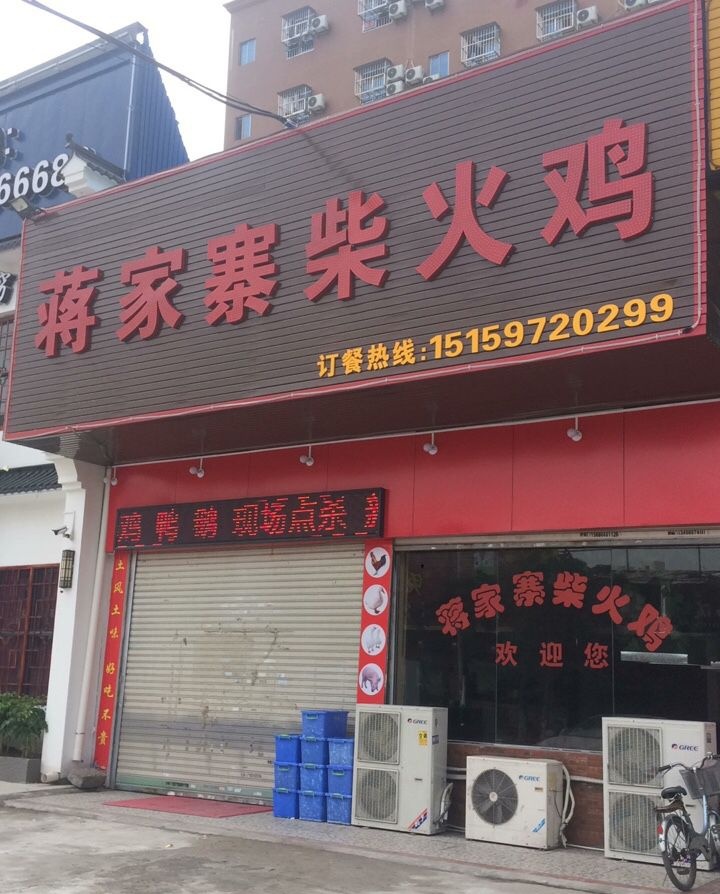 6668
蒋家寨柴火鸡
订餐热线:15159720299
鸡 鸭 鹅 现场点杀
土风土味 好吃不贵
蒋家寨柴火鸡
欢迎您
GREE
GREE
GREE